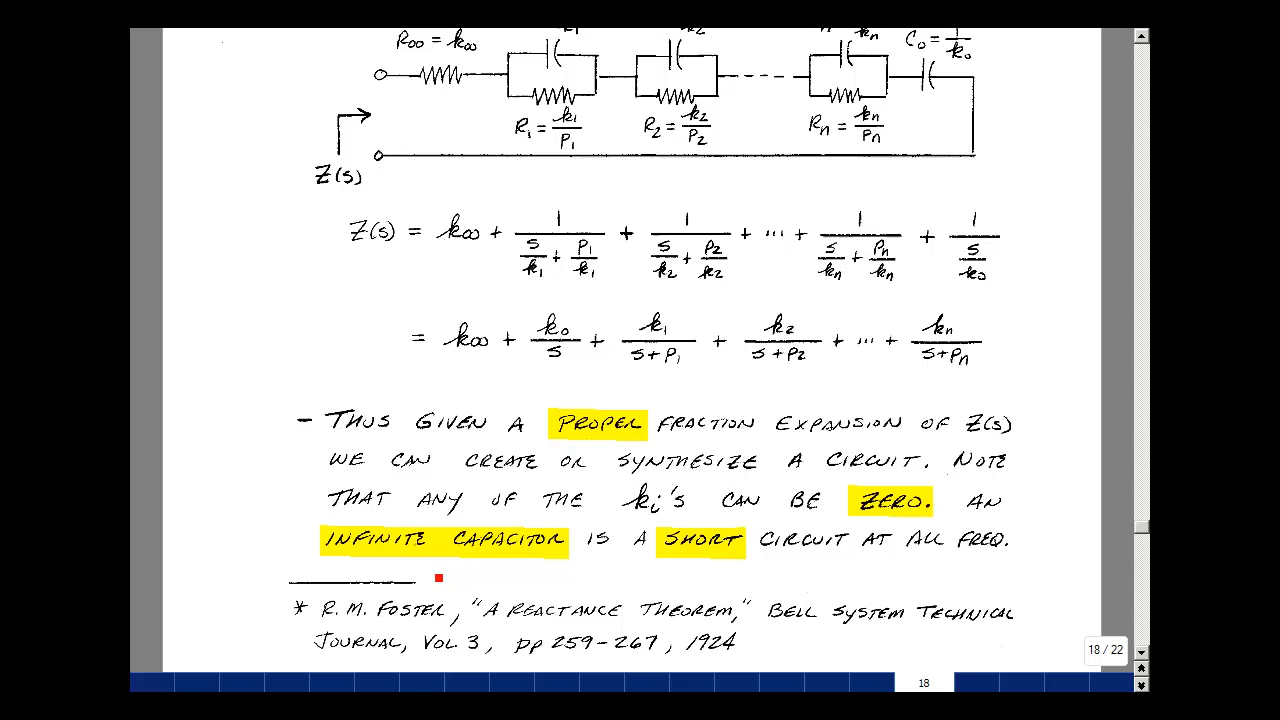 R∞ = k∞
C₀ = 1/k₀
R₁ = k₁/P₁
R₂ = k₂/P₂
Rn = kn/Pn
Z(s)
Z(s) = k∞ + 1/(s/k₁ + P₁/k₁) + 1/(s/k₂ + P₂/k₂) + ... + 1/(s/kn + Pn/kn) + 1/(s/k₀)
= k∞ + k₀/s + k₁/(s+P₁) + k₂/(s+P₂) + ... + kn/(s+Pn)
- THUS GIVEN A PROPER FRACTION EXPANSION OF Z(s)
WE CAN CREATE OR SYNTHESIZE A CIRCUIT. NOTE
THAT ANY OF THE ki's CAN BE ZERO. AN
INFINITE CAPACITOR IS A SHORT CIRCUIT AT ALL FREQ.
* R.M. FOSTER, "A REACTANCE THEOREM," BELL SYSTEM TECHNICAL
JOURNAL, VOL. 3, pp 259-267, 1924
18 / 22
18